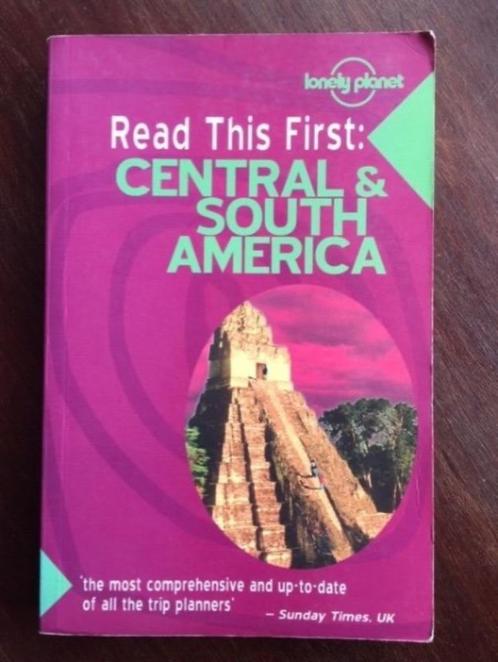 lonely planet
Read This First:
CENTRAL &
SOUTH
AMERICA
'the most comprehensive and up-to-date
of all the trip planners'
– Sunday Times, UK